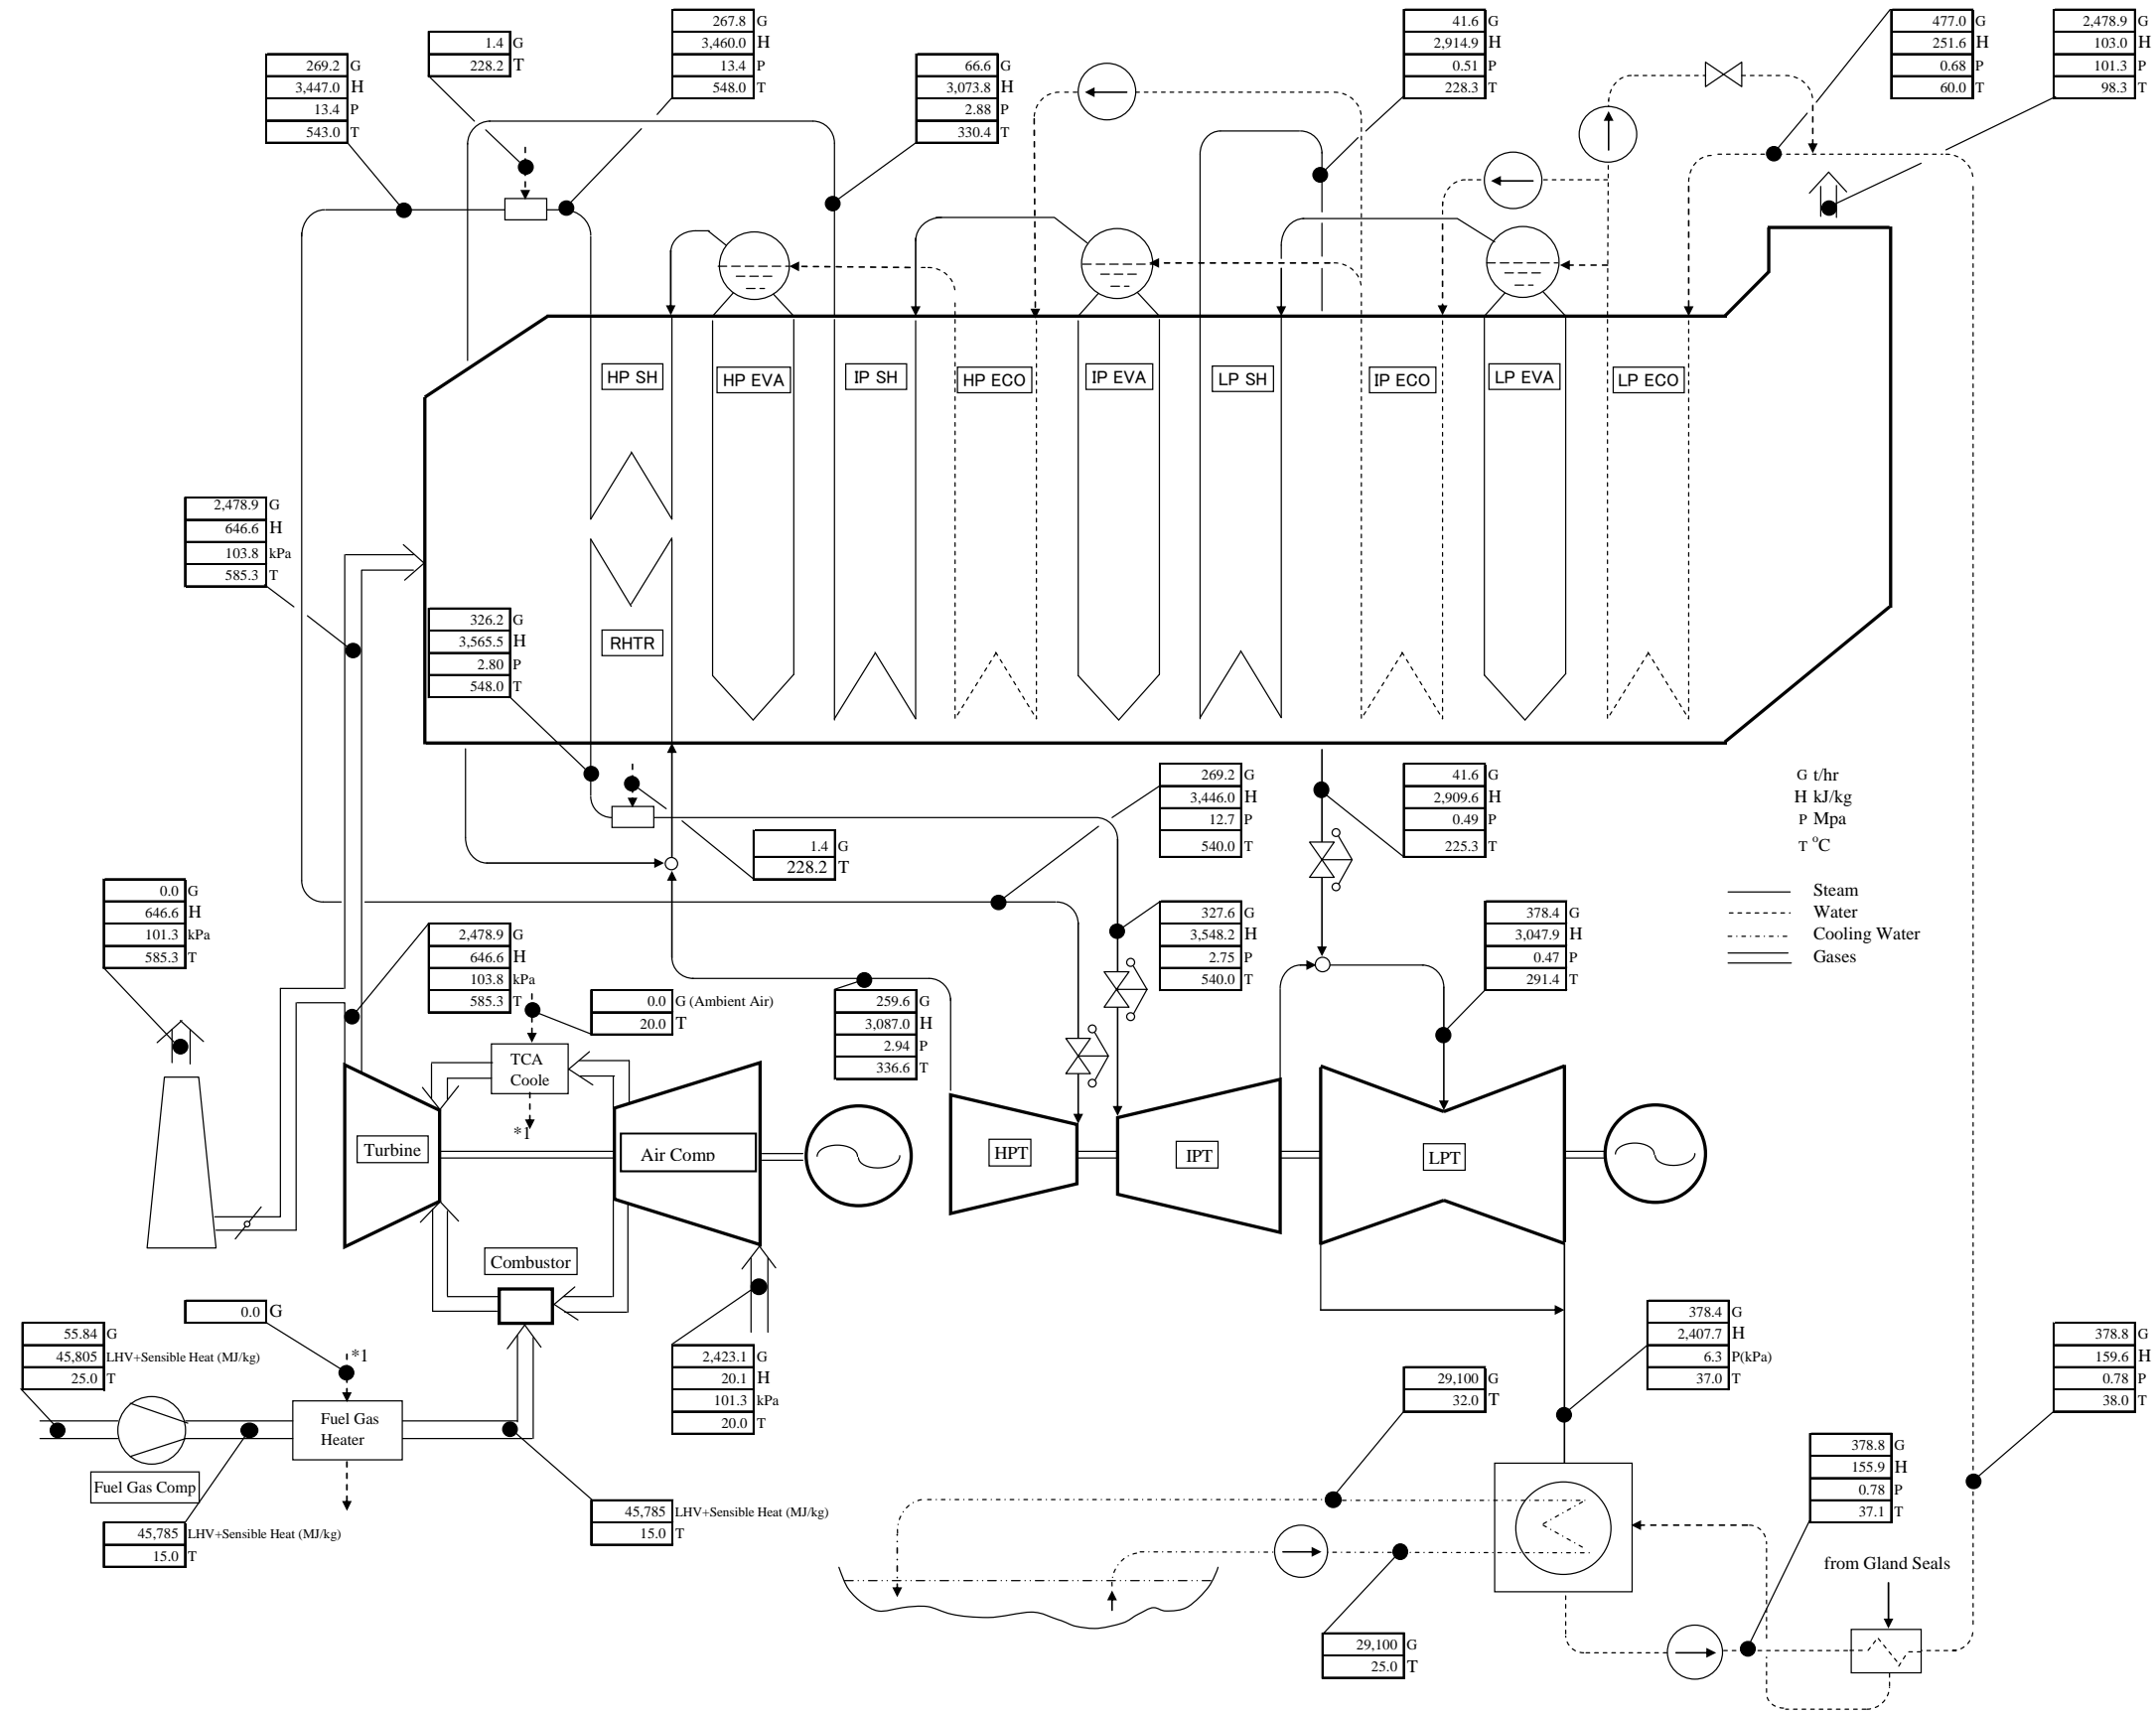 267.8 G
3,460.0 H
13.4 P
548.0 T
41.6 G
2,914.9 H
0.51 P
228.3 T
477.0 G
251.6 H
0.68 P
60.0 T
2,478.9 G
103.0 H
101.3 P
98.3 T
1.4 G
228.2 T
269.2 G
3,447.0 H
13.4 P
543.0 T
66.6 G
3,073.8 H
2.88 P
330.4 T
HP SH
HP EVA
IP SH
HP ECO
IP EVA
LP SH
IP ECO
LP EVA
LP ECO
2,478.9 G
646.6 H
103.8 kPa
585.3 T
326.2 G
3,565.5 H
2.80 P
548.0 T
RHTR
269.2 G
3,446.0 H
12.7 P
540.0 T
41.6 G
2,909.6 H
0.49 P
225.3 T
G t/hr
H kJ/kg
P Mpa
T °C
1.4 G
228.2 T
Steam
Water
Cooling Water
Gases
0.0 G
646.6 H
101.3 kPa
585.3 T
2,478.9 G
646.6 H
103.8 kPa
585.3 T
327.6 G
3,548.2 H
2.75 P
540.0 T
378.4 G
3,047.9 H
0.47 P
291.4 T
0.0 G (Ambient Air)
20.0 T
259.6 G
3,087.0 H
2.94 P
336.6 T
TCA
Coole
*1
Turbine
Air Comp
HPT
IPT
LPT
Combustor
0.0 G
*1
55.84 G
45,805 LHV+Sensible Heat (MJ/kg)
25.0 T
2,423.1 G
20.1 H
101.3 kPa
20.0 T
378.4 G
2,407.7 H
6.3 P(kPa)
37.0 T
378.8 G
159.6 H
0.78 P
38.0 T
29,100 G
32.0 T
Fuel Gas
Heater
Fuel Gas Comp
378.8 G
155.9 H
0.78 P
37.1 T
45,785 LHV+Sensible Heat (MJ/kg)
15.0 T
45,785 LHV+Sensible Heat (MJ/kg)
15.0 T
from Gland Seals
29,100 G
25.0 T